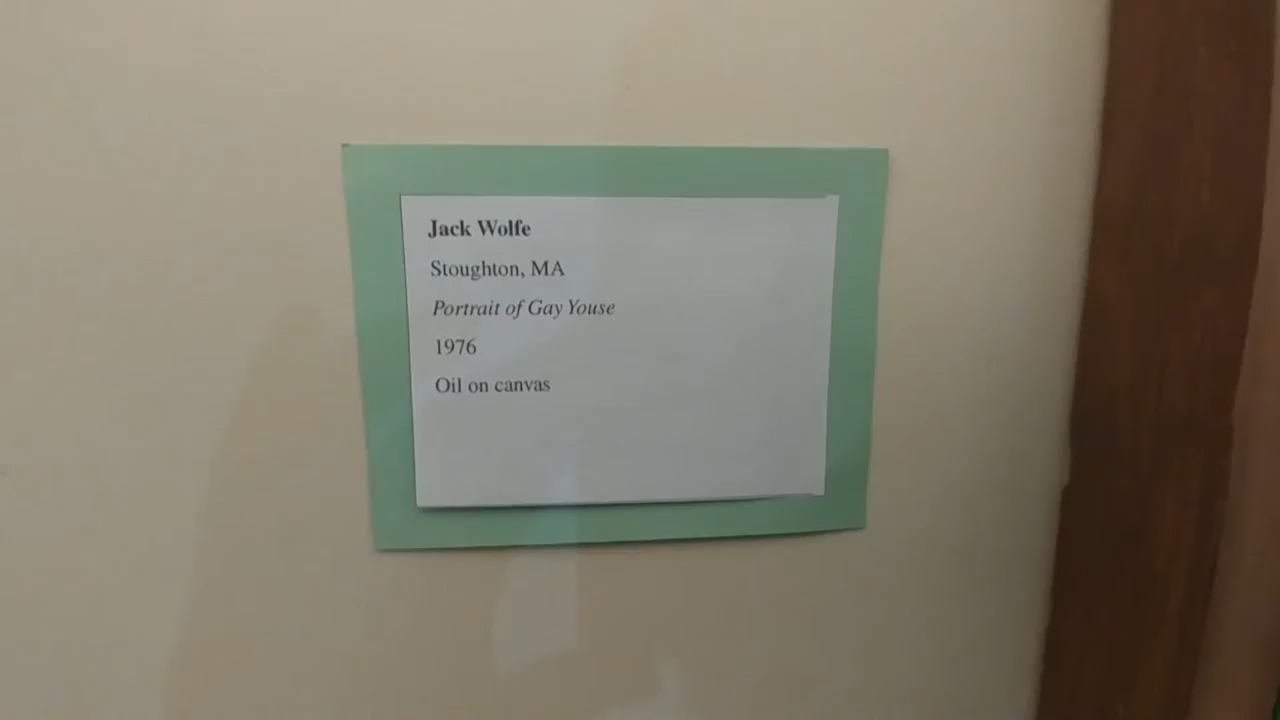 Jack Wolfe
Stoughton, MA
Portrait of Gay Youse
1976
Oil on canvas